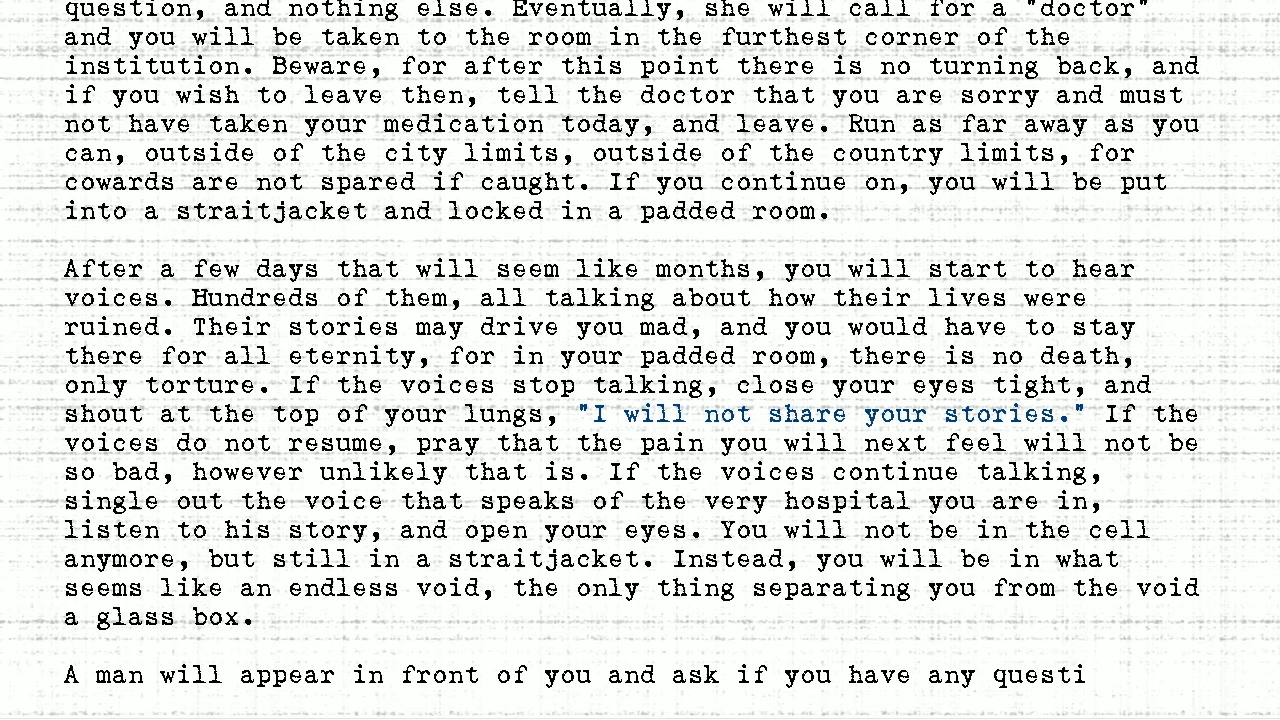 question, and nothing else. Eventually, she will call for a "doctor"
and you will be taken to the room in the furthest corner of the
institution. Beware, for after this point there is no turning back, and
if you wish to leave then, tell the doctor that you are sorry and must
not have taken your medication today, and leave. Run as far away as you
can, outside of the city limits, outside of the country limits, for
cowards are not spared if caught. If you continue on, you will be put
into a straitjacket and locked in a padded room.
After a few days that will seem like months, you will start to hear
voices. Hundreds of them, all talking about how their lives were
ruined. Their stories may drive you mad, and you would have to stay
there for all eternity, for in your padded room, there is no death,
only torture. If the voices stop talking, close your eyes tight, and
shout at the top of your lungs, "I will not share your stories." If the
voices do not resume, pray that the pain you will next feel will not be
so bad, however unlikely that is. If the voices continue talking,
single out the voice that speaks of the very hospital you are in,
listen to his story, and open your eyes. You will not be in the cell
anymore, but still in a straitjacket. Instead, you will be in what
seems like an endless void, the only thing separating you from the void
a glass box.
A man will appear in front of you and ask if you have any questi